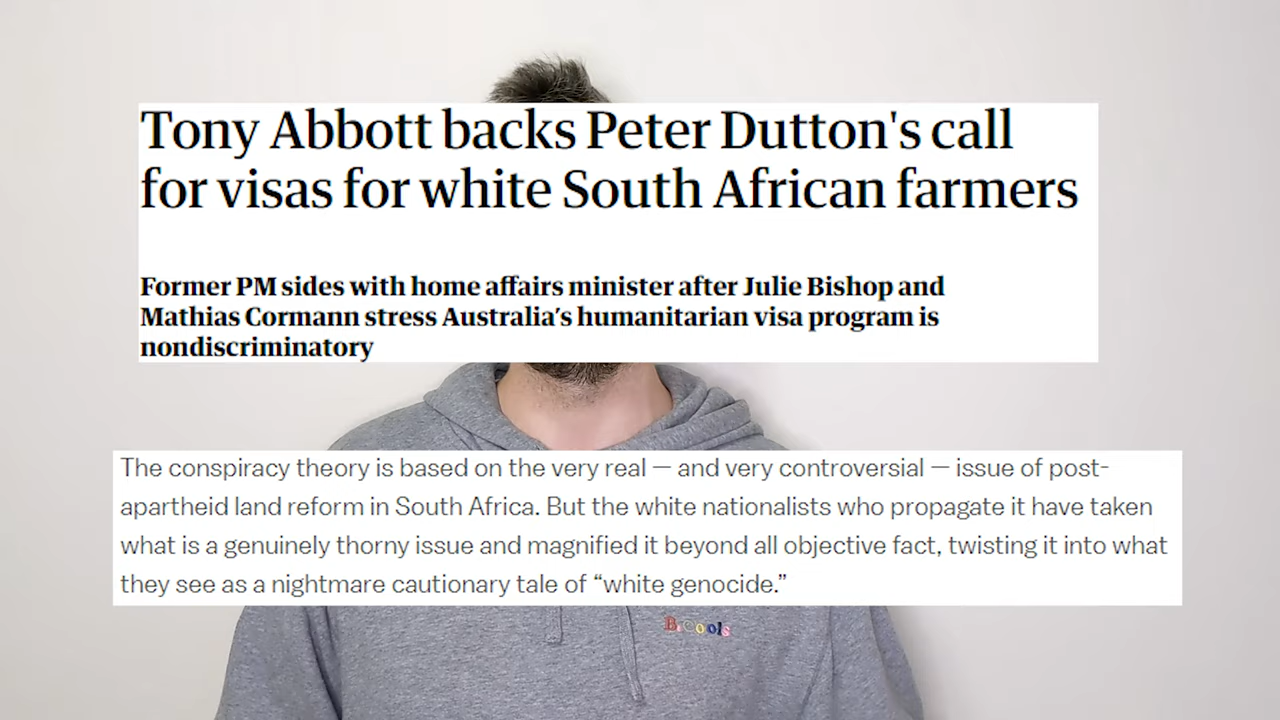 Tony Abbott backs Peter Dutton's call
for visas for white South African farmers
Former PM sides with home affairs minister after Julie Bishop and
Mathias Cormann stress Australia’s humanitarian visa program is
nondiscriminatory
The conspiracy theory is based on the very real — and very controversial — issue of post-
apartheid land reform in South Africa. But the white nationalists who propagate it have taken
what is a genuinely thorny issue and magnified it beyond all objective fact, twisting it into what
they see as a nightmare cautionary tale of “white genocide.”